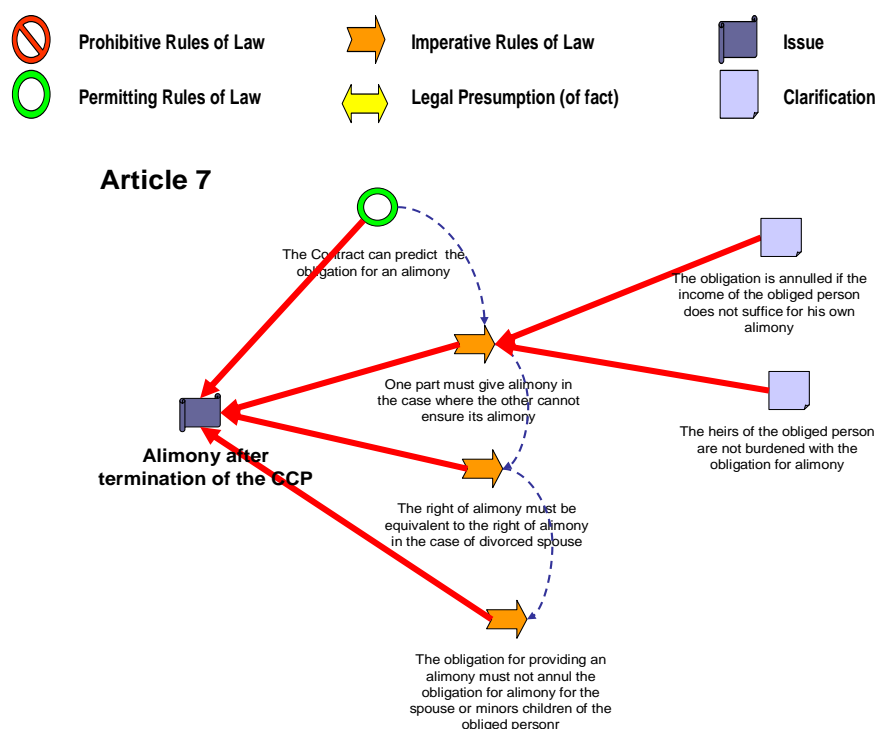 Prohibitive Rules of Law
Imperative Rules of Law
Issue
Permitting Rules of Law
Legal Presumption (of fact)
Clarification
Article 7
The Contract can predict the
obligation for an alimony
The obligation is annulled if the
income of the obliged person
does not suffice for his own
alimony
One part must give alimony in
the case where the other cannot
ensure its alimony
The heirs of the obliged person
are not burdened with the
obligation for alimony
Alimony after
termination of the CCP
The right of alimony must be
equivalent to the right of alimony
in the case of divorced spouse
The obligation for providing an
alimony must not annul the
obligation for alimony for the
spouse or minors children of the
obliged personr